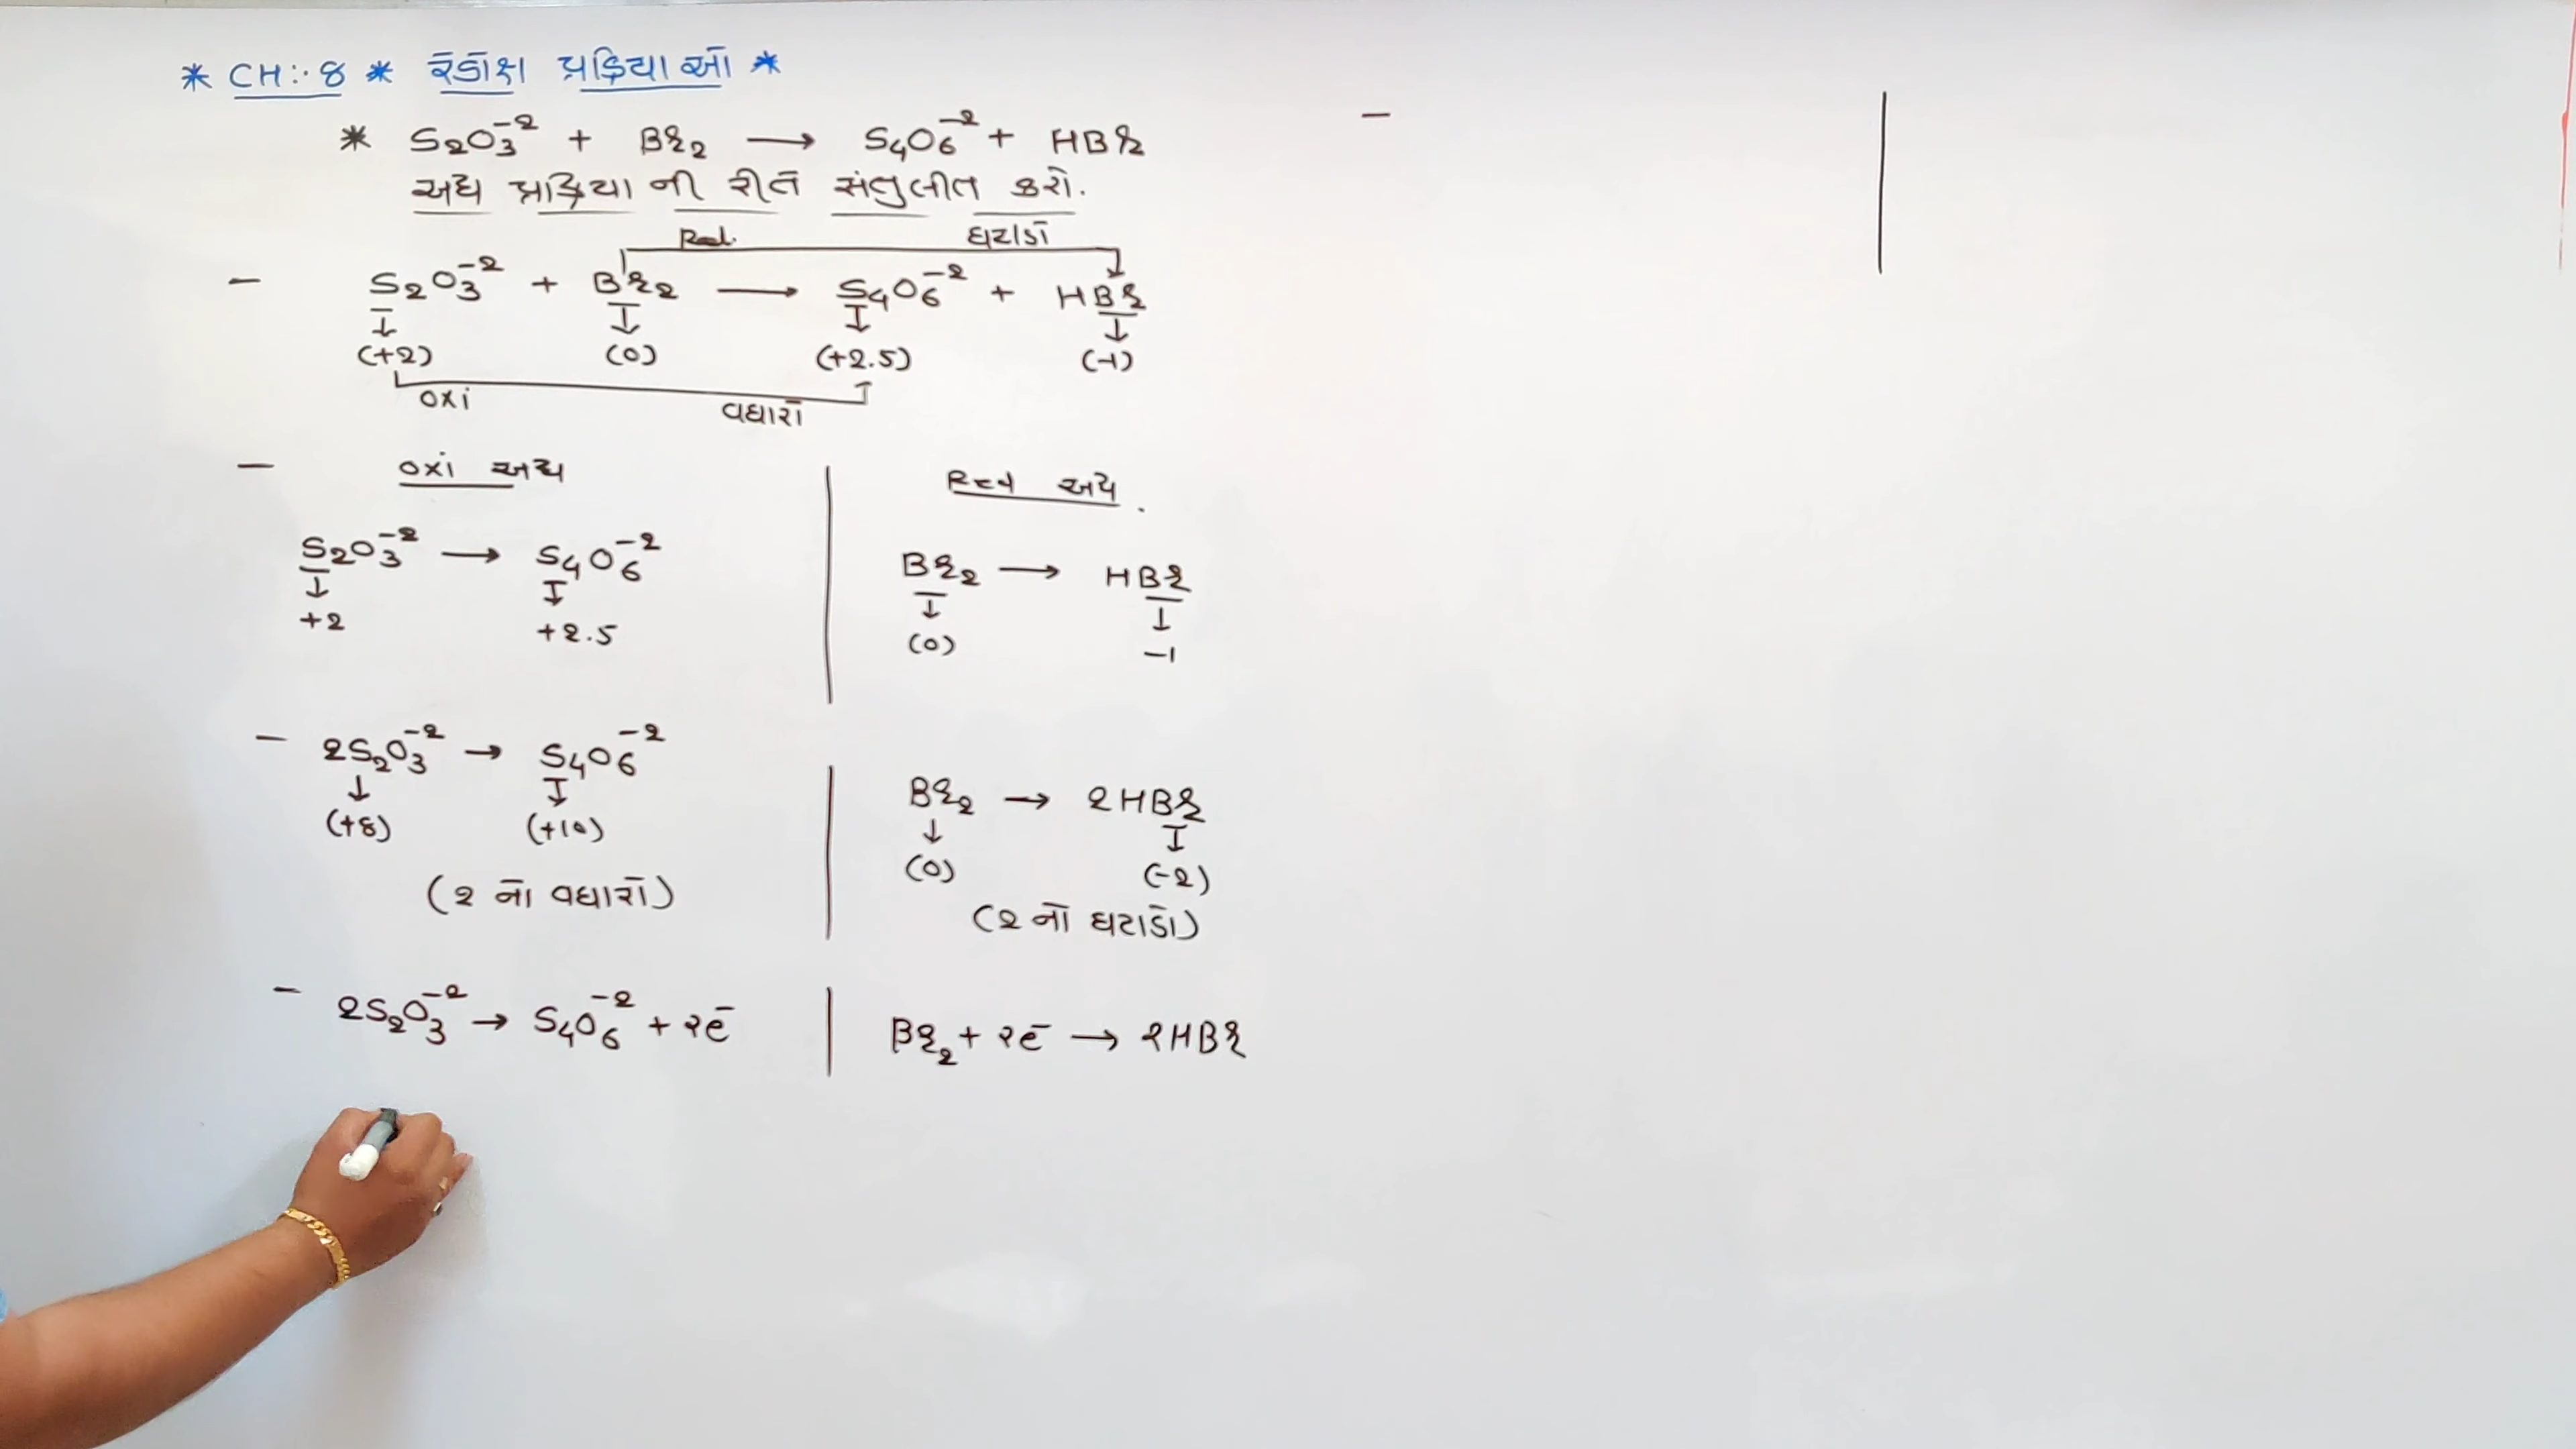 * CH:- 8 * રેડોક્ષ પ્રક્રિયાઓ *
* S₂O₃⁻² + Br₂ ⟶ S₄O₆⁻² + HBr
અર્ધ પ્રક્રિયા ની રીતે સંતુલીત કરો.
Red. ઘટાડો
– S₂O₃⁻² + Br₂ ⟶ S₄O₆⁻² + HBr
↓ ↓ ↓ ↓
(+2) (0) (+2.5) (-1)
oxi વધારો
– oxi અર્ધ | Red અર્ધ.
S₂O₃⁻² ⟶ S₄O₆⁻²
↓ ↓
+2 +2.5
Br₂ ⟶ HBr
↓ ↓
(0) -1
– 2S₂O₃⁻² → S₄O₆⁻²
↓ ↓
(+8) (+10)
(2 નો વધારો)
Br₂ → 2HBr
↓ ↓
(0) (-2)
(2 નો ઘટાડો)
– 2S₂O₃⁻² → S₄O₆⁻² + 2e⁻ | Br₂ + 2e⁻ → 2HBr